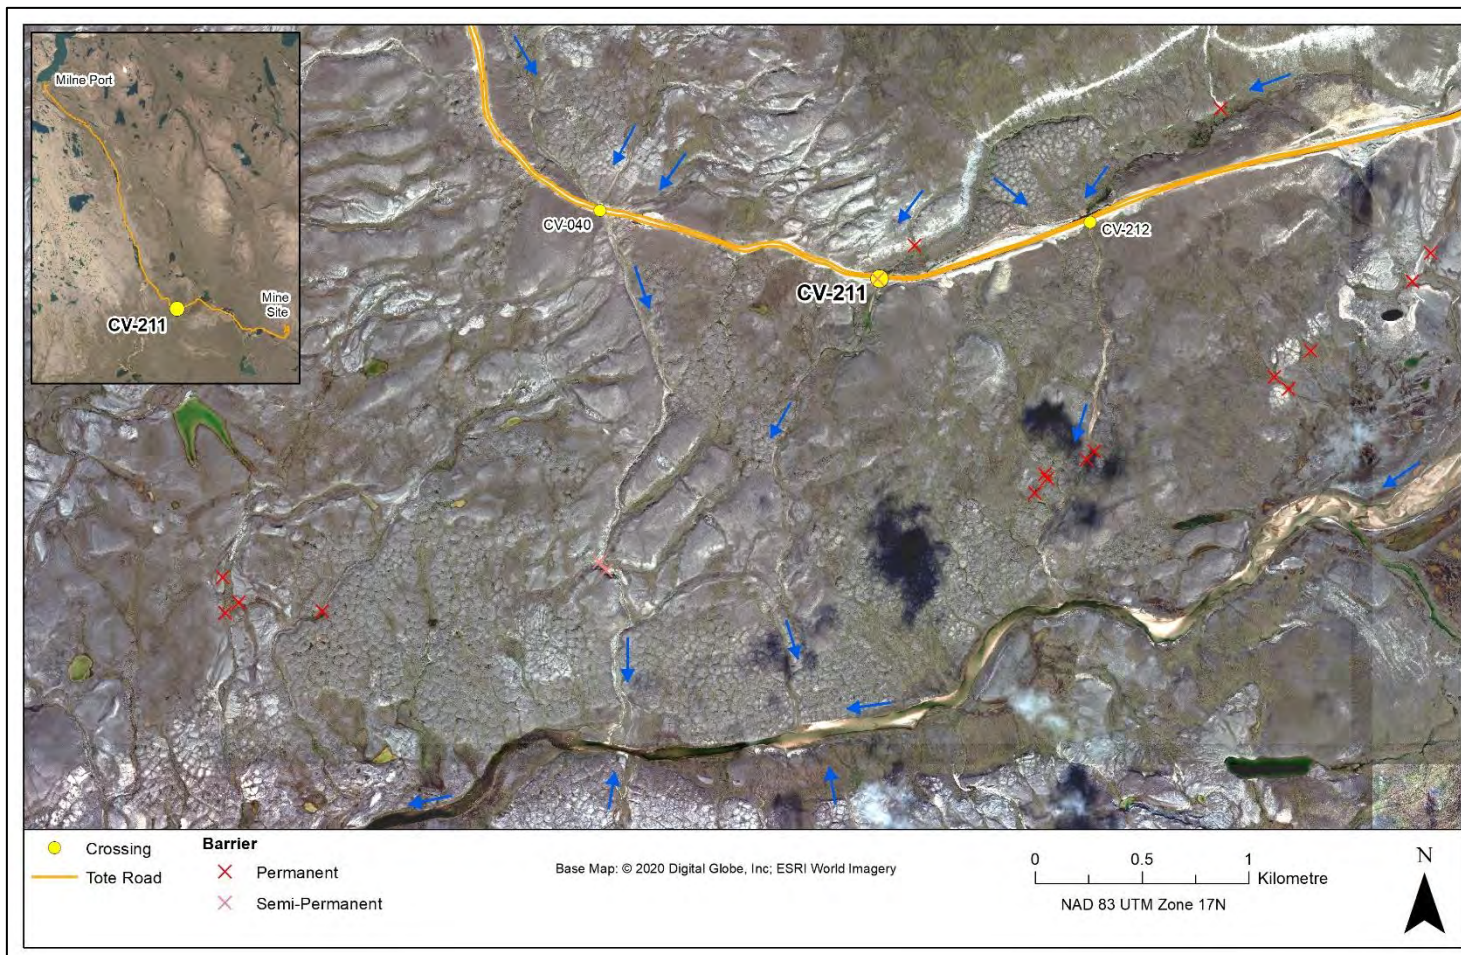 Milne Port
Mine
Site
CV-211
CV-040
CV-212
CV-211
Crossing
Tote Road
Barrier
Permanent
Semi-Permanent
Base Map: © 2020 Digital Globe, Inc; ESRI World Imagery
0 0.5 1
Kilometre
NAD 83 UTM Zone 17N
N